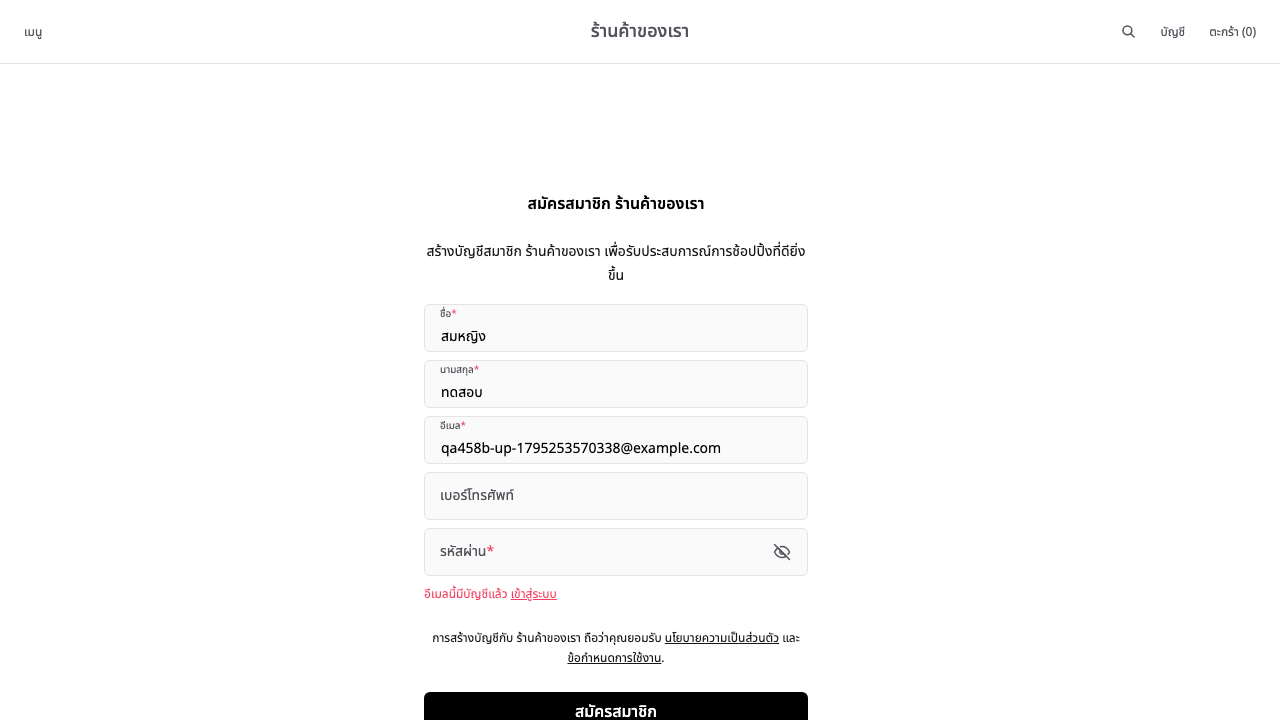 เมนู
ร้านค้าของเรา
บัญชี
ตะกร้า (0)
สมัครสมาชิก ร้านค้าของเรา
สร้างบัญชีสมาชิก ร้านค้าของเรา เพื่อรับประสบการณ์การช้อปปิ้งที่ดียิ่ง
ขึ้น
ชื่อ*
สมหญิง
นามสกุล*
ทดสอบ
อีเมล*
qa458b-up-1795253570338@example.com
เบอร์โทรศัพท์
รหัสผ่าน*
อีเมลนี้มีบัญชีแล้ว เข้าสู่ระบบ
การสร้างบัญชีกับ ร้านค้าของเรา ถือว่าคุณยอมรับ นโยบายความเป็นส่วนตัว และ
ข้อกำหนดการใช้งาน.
สมัครสมาชิก